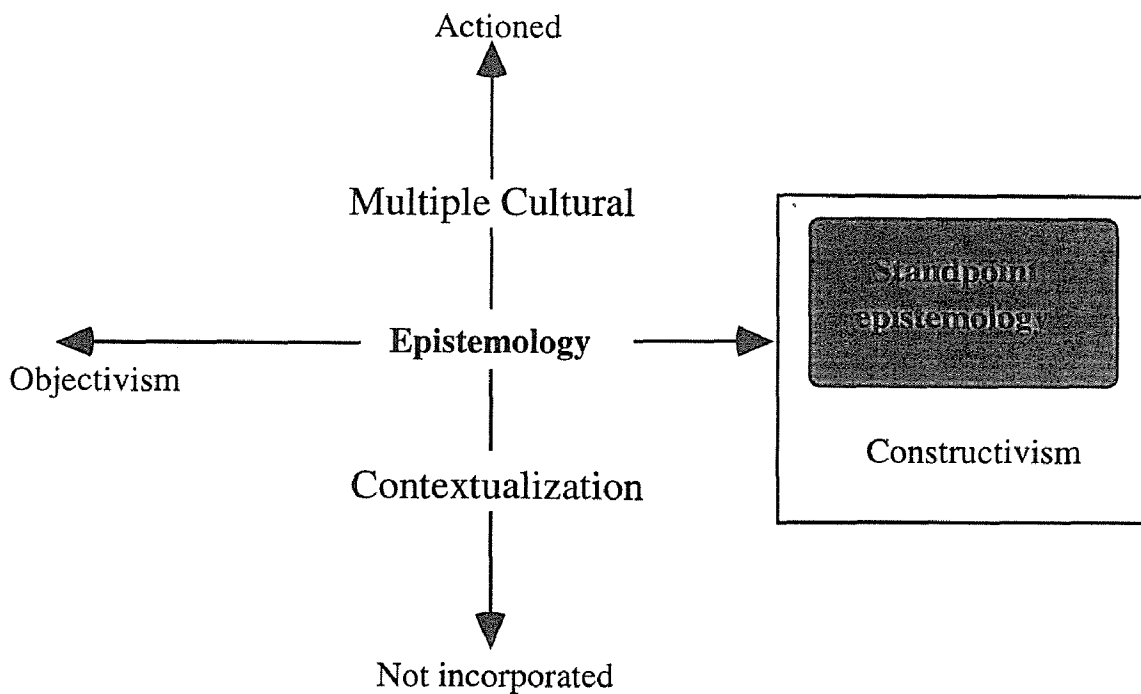 Actioned
Multiple Cultural
Standpoint
epistemology
Epistemology
Objectivism
Constructivism
Contextualization
Not incorporated